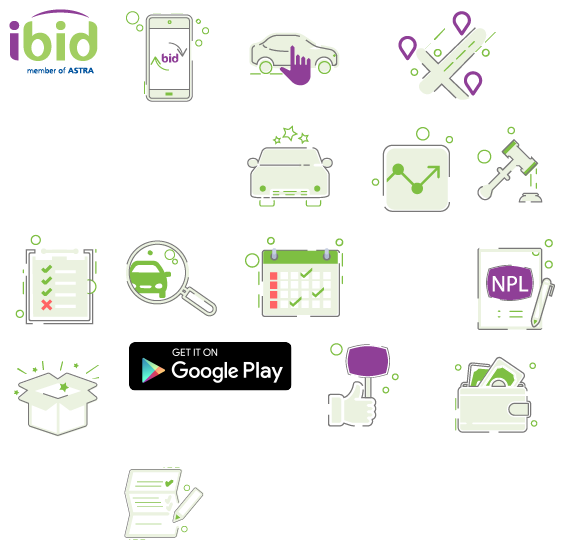 ibid
member of ASTRA
bid
NPL
GET IT ON
Google Play